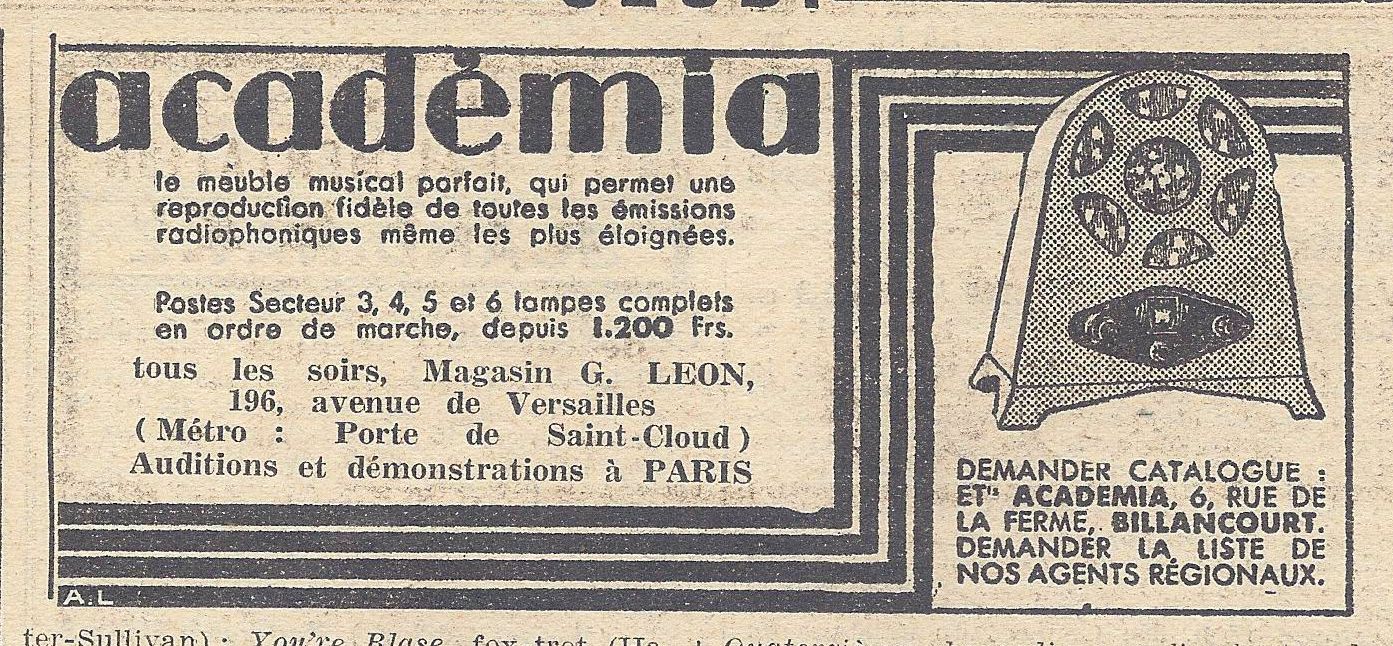 acadèmia
le meuble musical parfait, qui permet une
reproduction fidèle de toutes les émissions
radiophoniques même les plus éloignées.
Postes Secteur 3, 4, 5 et 6 lampes complets
en ordre de marche, depuis 1.200 Frs.
tous les soirs, Magasin G. LEON,
196, avenue de Versailles
(Métro : Porte de Saint-Cloud)
Auditions et démonstrations à PARIS
A.L
DEMANDER CATALOGUE :
ETˢ ACADEMIA, 6, RUE DE
LA FERME, BILLANCOURT.
DEMANDER LA LISTE DE
NOS AGENTS RÉGIONAUX.
ter-Sullivan) : You're Blase, fox-trot